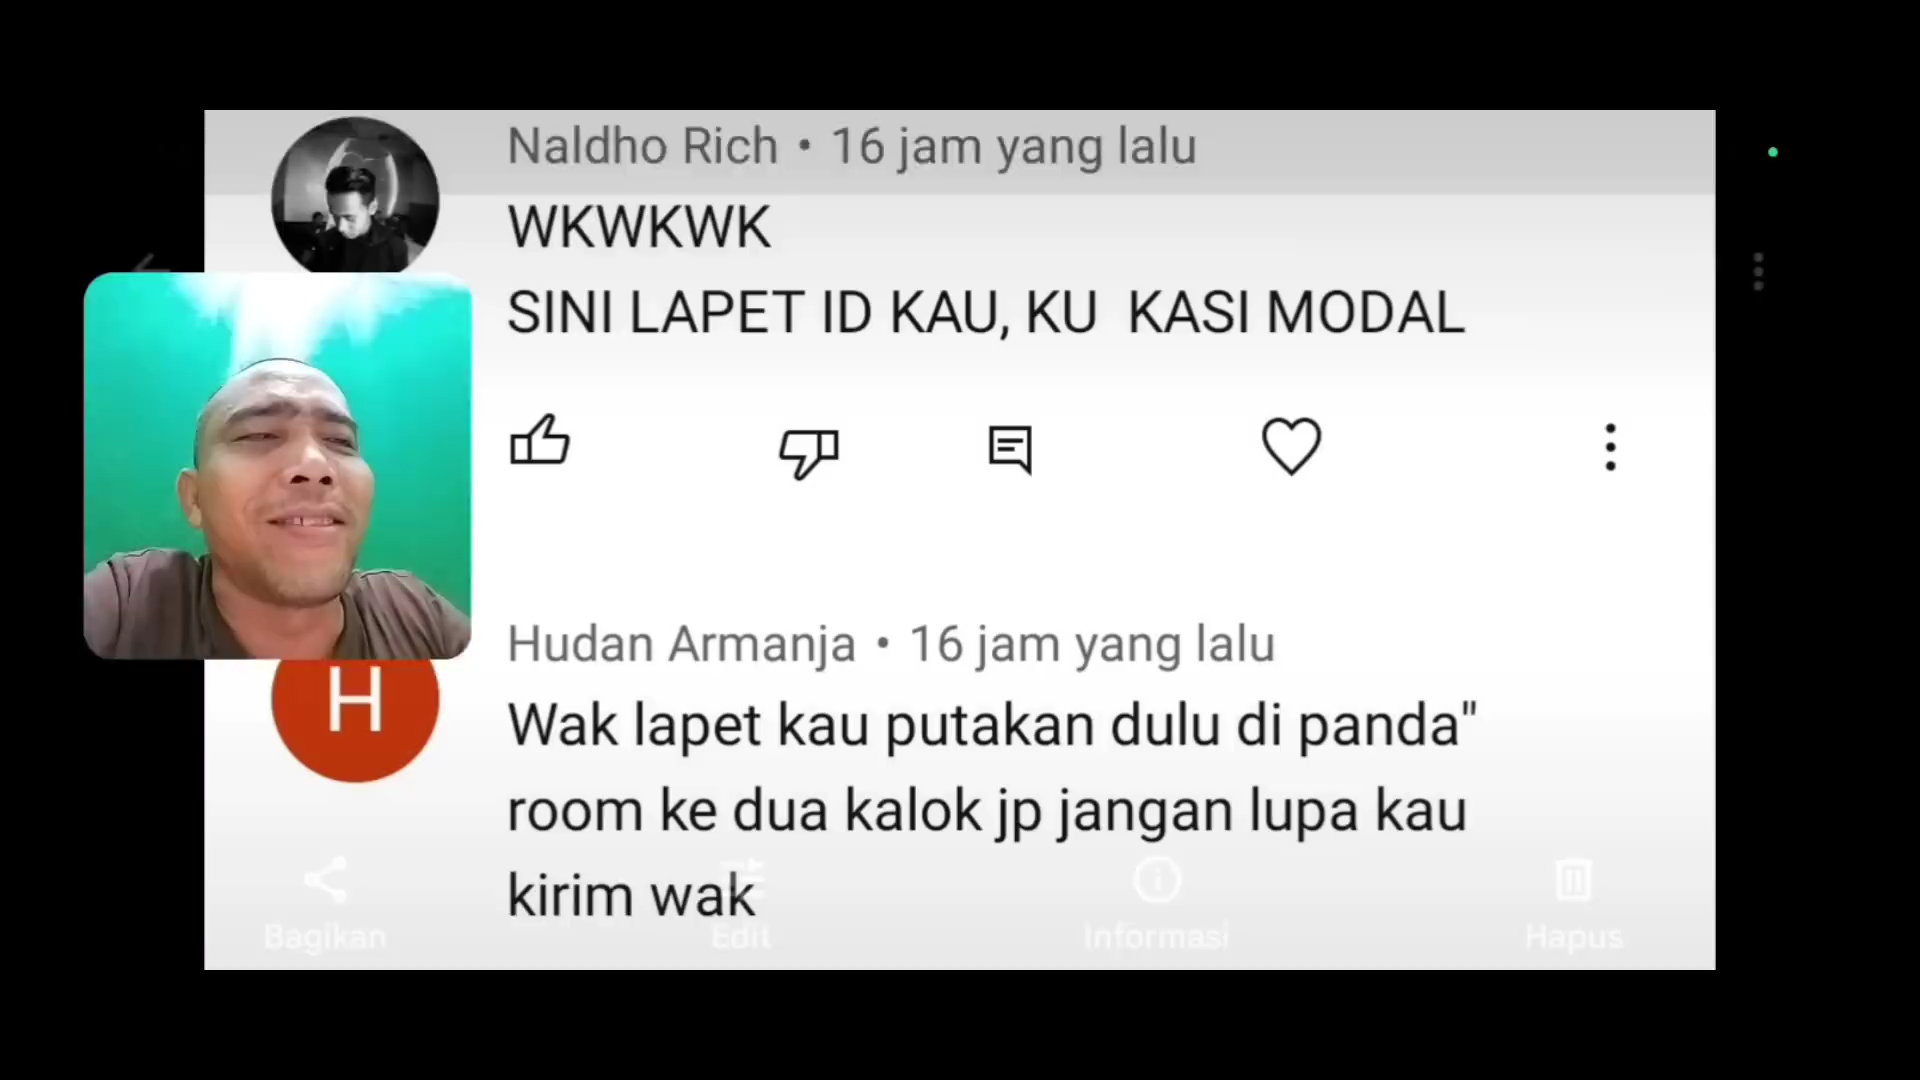 Naldho Rich • 16 jam yang lalu
WKWKWK
SINI LAPET ID KAU, KU KASI MODAL
Hudan Armanja • 16 jam yang lalu
H
Wak lapet kau putakan dulu di panda"
room ke dua kalok jp jangan lupa kau
kirim wak
Bagikan
Edit
Informasi
Hapus